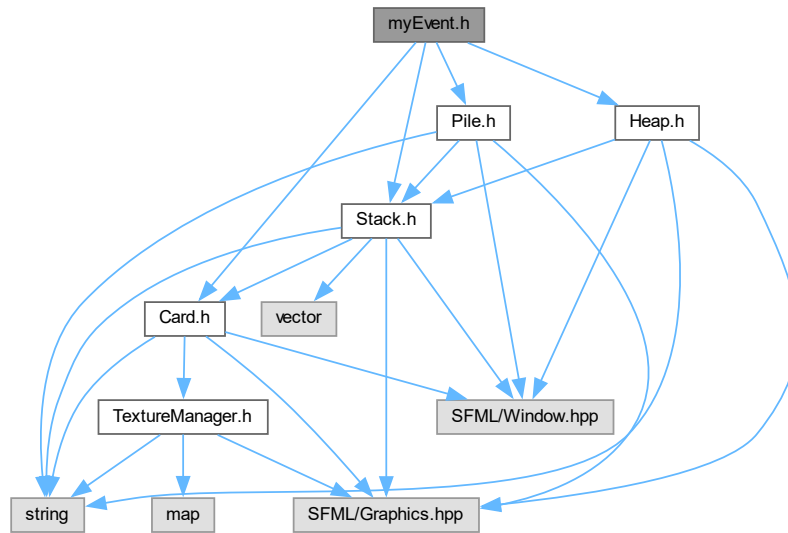 myEvent.h
Pile.h
Heap.h
Stack.h
Card.h
vector
TextureManager.h
SFML/Window.hpp
string
map
SFML/Graphics.hpp